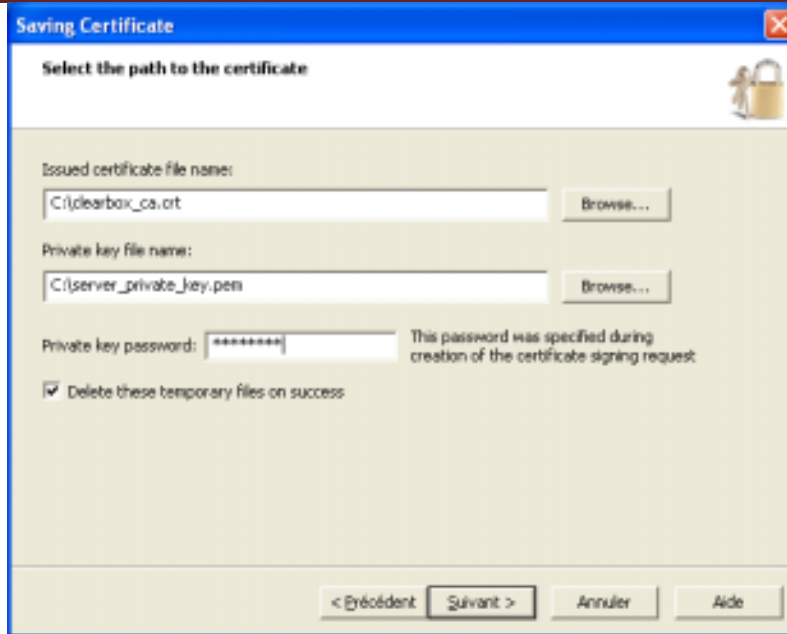 Saving Certificate
Select the path to the certificate
Issued certificate file name:
C:\clearbox_ca.crt
Browse...
Private key file name:
C:\server_private_key.pem
Browse...
Private key password:
********
This password was specified during
creation of the certificate signing request
Delete these temporary files on success
< Précédent
Suivant >
Annuler
Aide